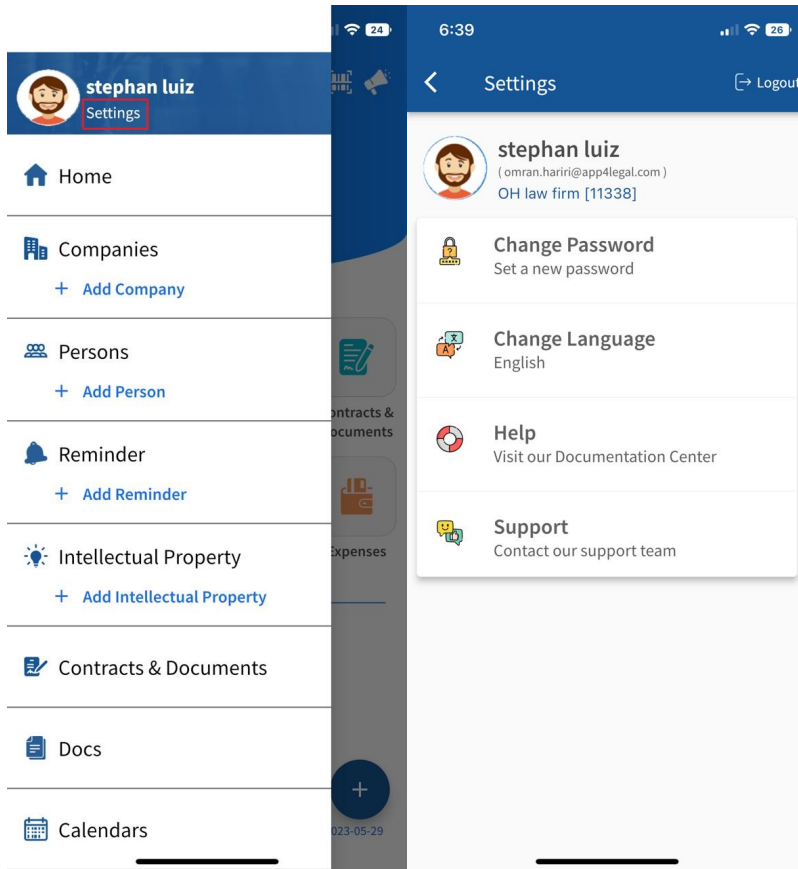 24
stephan luiz
Settings
Home
Companies
+ Add Company
Persons
+ Add Person
Reminder
+ Add Reminder
Intellectual Property
+ Add Intellectual Property
Contracts & Documents
Docs
Calendars
ontracts &
ocuments
Expenses
+
023-05-29
6:39
26
Settings
Logout
stephan luiz
( omran.hariri@app4legal.com )
OH law firm [11338]
Change Password
Set a new password
Change Language
English
Help
Visit our Documentation Center
Support
Contact our support team